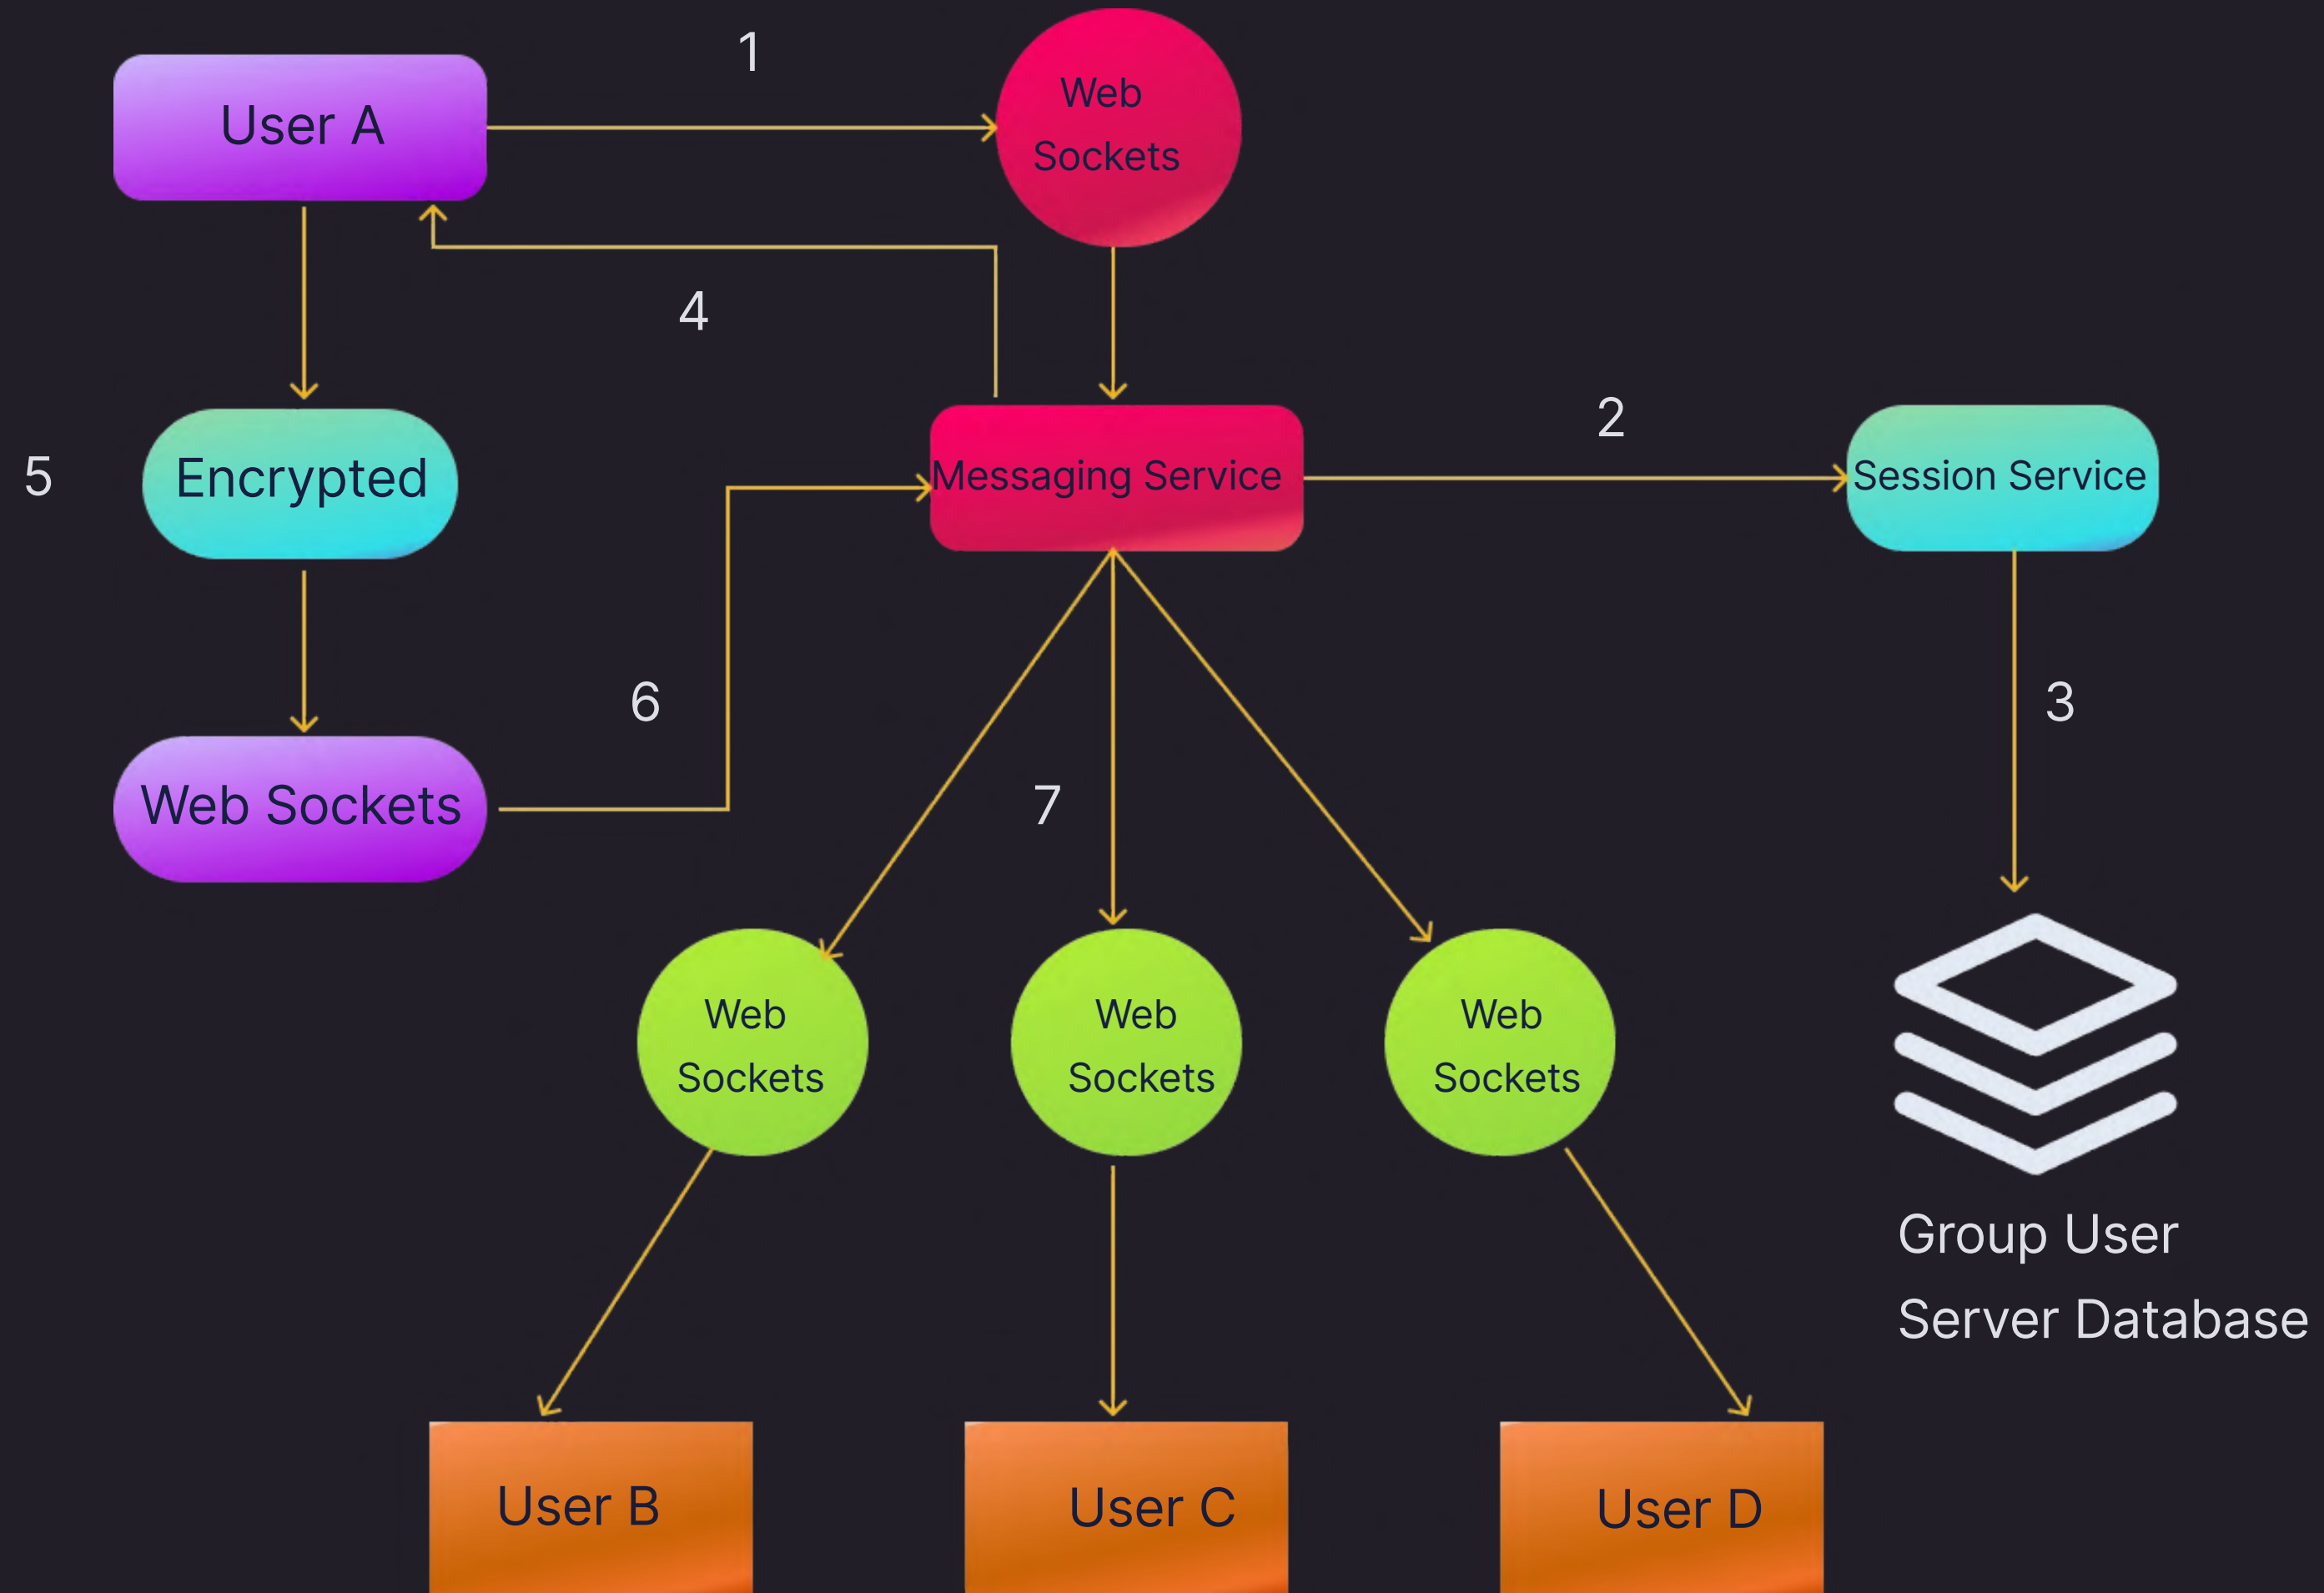 1
User A
Web
Sockets
4
2
5
Encrypted
Messaging Service
Session Service
6
3
Web Sockets
7
Web
Sockets
Web
Sockets
Web
Sockets
Group User
Server Database
User B
User C
User D